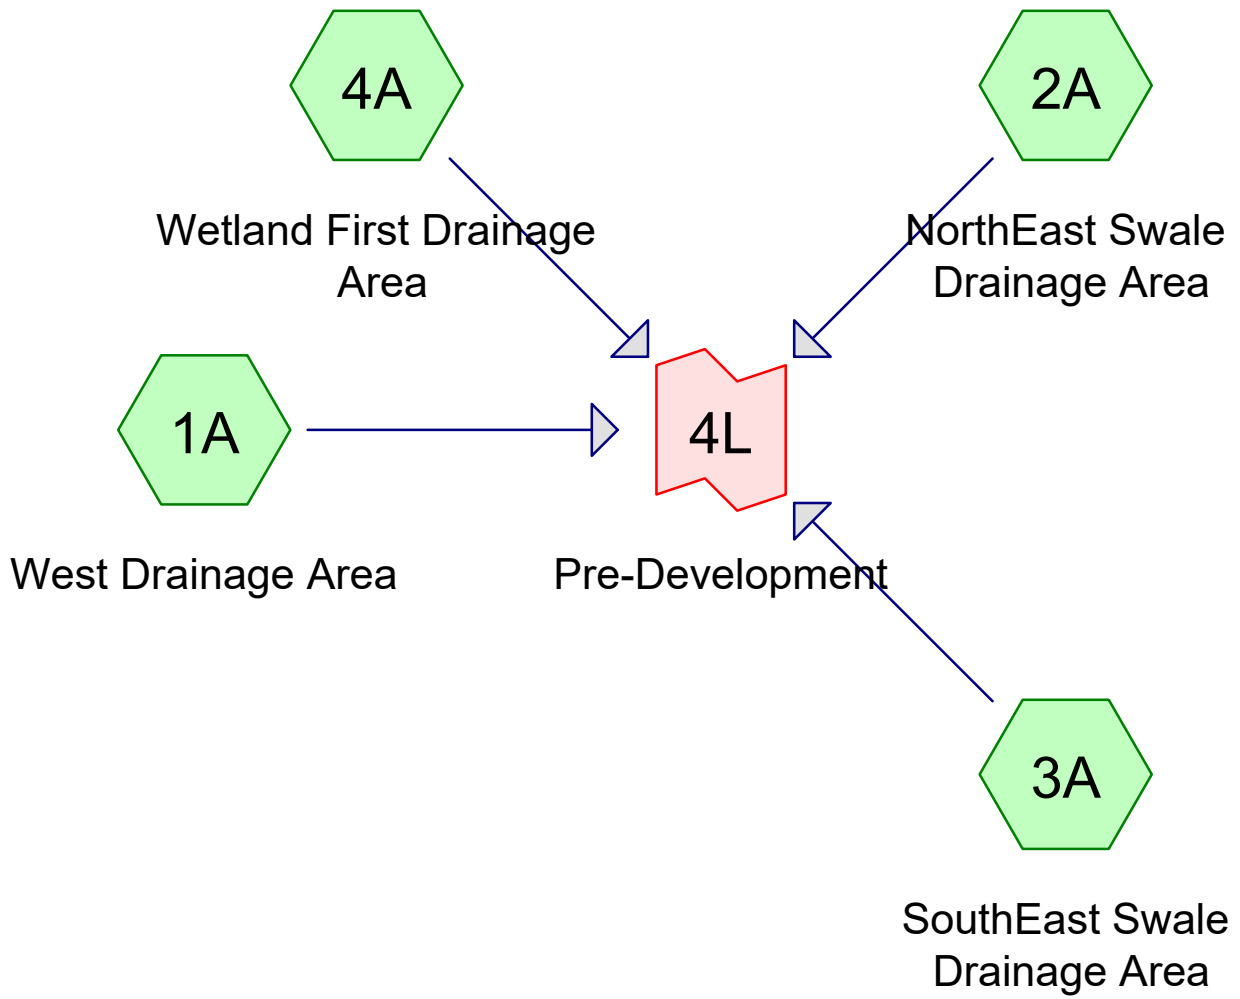 4A
Wetland First Drainage
Area
2A
NorthEast Swale
Drainage Area
1A
West Drainage Area
4L
Pre-Development
3A
SouthEast Swale
Drainage Area